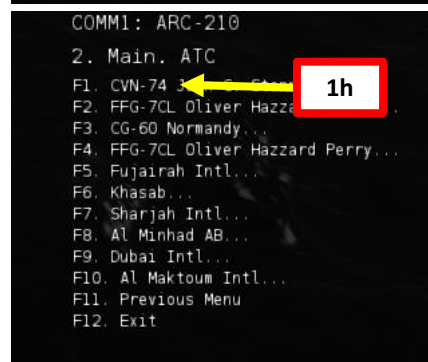 COMM1: ARC-210
2. Main. ATC
F1. CVN-74
1h
F2. FFG-7CL Oliver
F3. CG-60 Normandy...
F4. FFG-7CL Oliver Hazzard Perry...
F5. Fujairah Intl...
F6. Khasab...
F7. Sharjah Intl...
F8. Al Minhad AB...
F9. Dubai Intl...
F10. Al Maktoum Intl...
F11. Previous Menu
F12. Exit